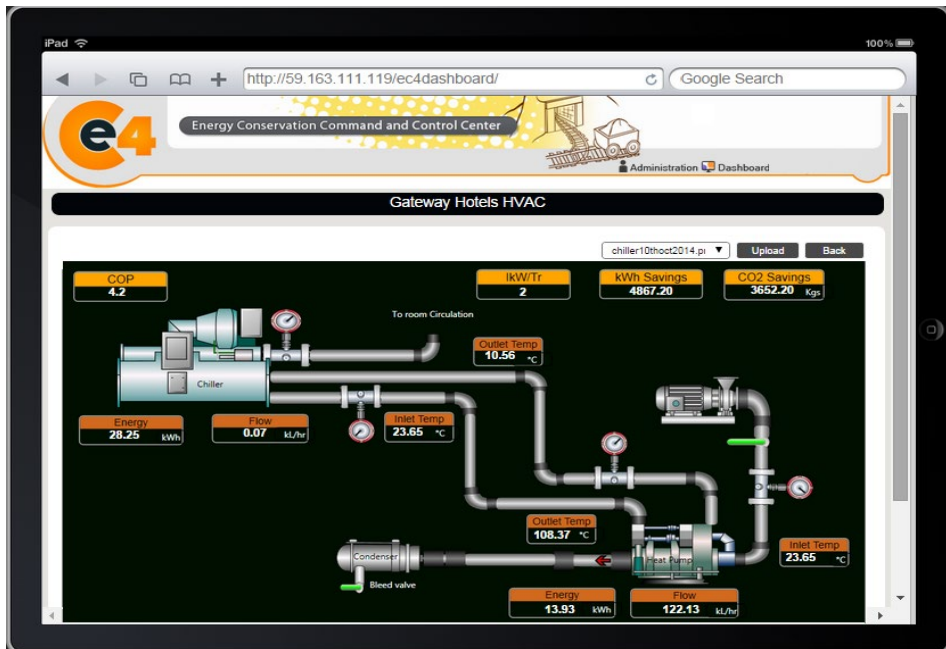 iPad
100%
http://59.163.111.119/ec4dashboard/
Google Search
e4
Energy Conservation Command and Control Center
Administration Dashboard
Gateway Hotels HVAC
chiller10thoct2014.pr
Upload
Back
COP
4.2
IkW/Tr
2
kWh Savings
4867.20
CO2 Savings
3652.20 Kgs
To room Circulation
Outlet Temp
10.56 °C
Chiller
Energy
28.25 kWh
Flow
0.07 kL/hr
Inlet Temp
23.65 °C
Outlet Temp
108.37 °C
Condenser
Bleed valve
Heat Pump
Inlet Temp
23.65 °C
Energy
13.93 kWh
Flow
122.13 kL/hr